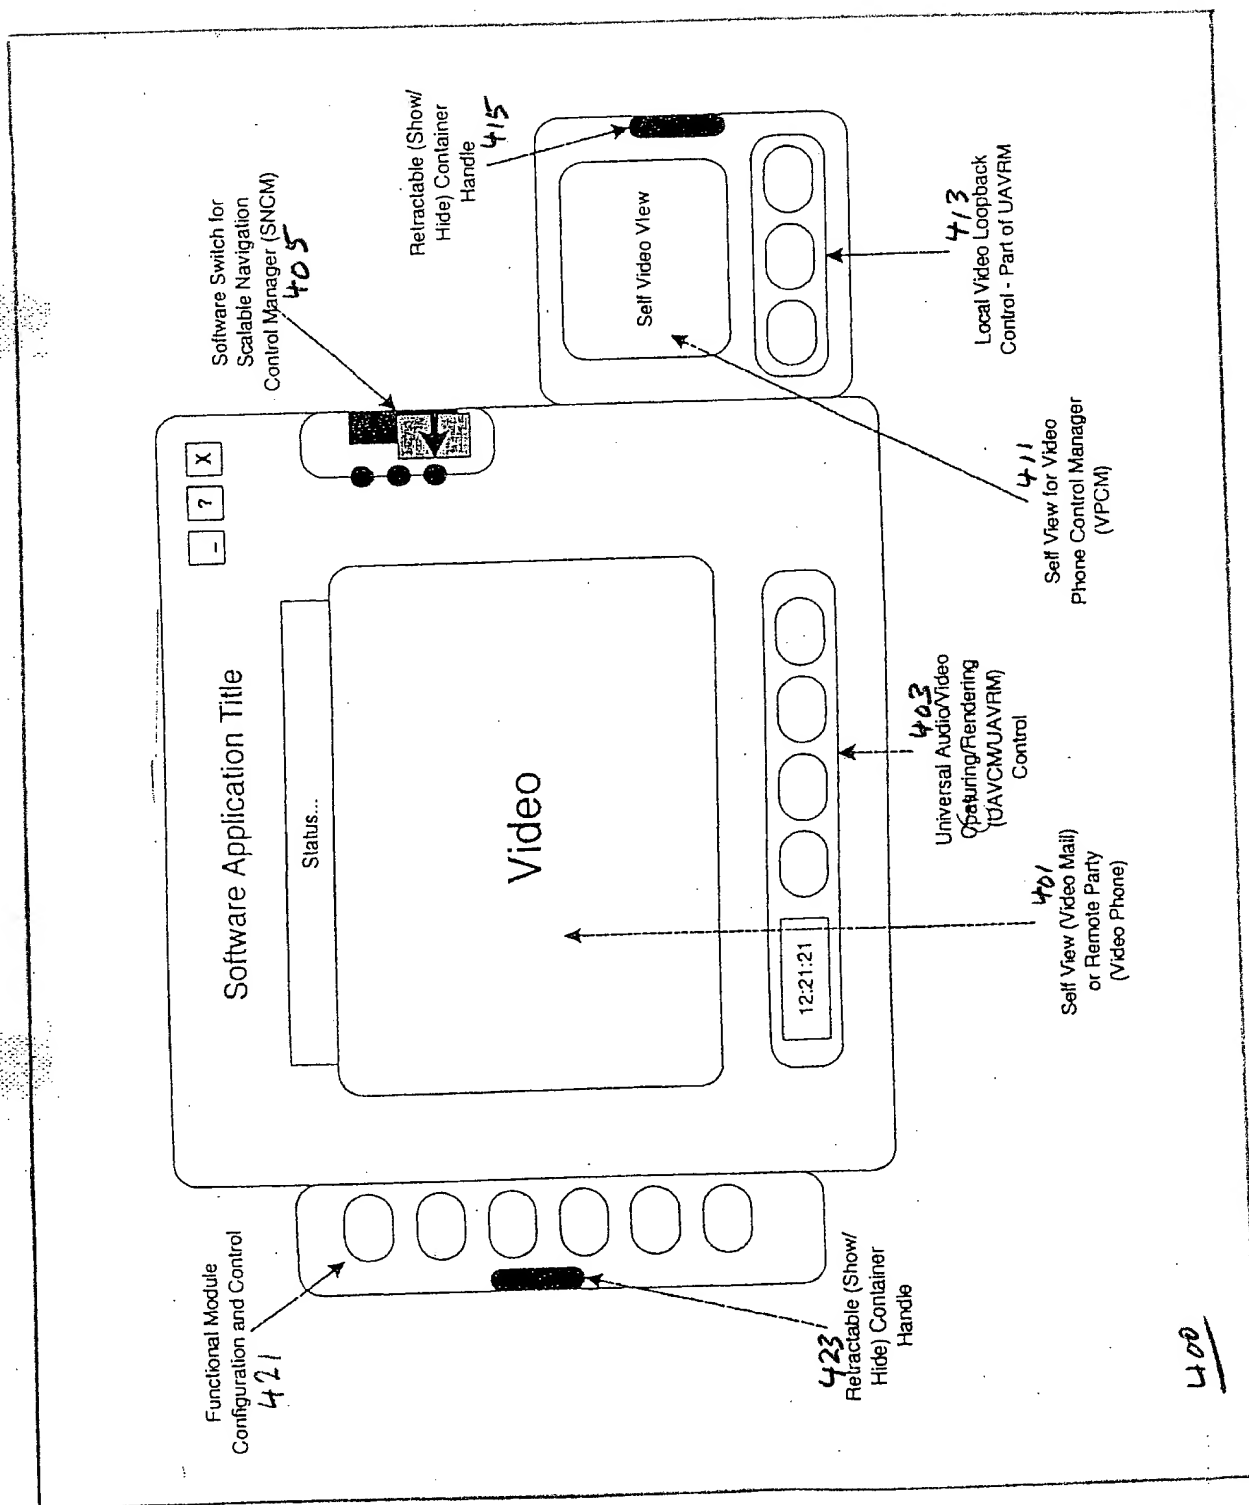 Software Switch for
Scalable Navigation
Control Manager (SNCM)
405
Retractable (Show/
Hide) Container
Handle
415
Functional Module
Configuration and Control
421
Software Application Title
_
?
X
Status...
Video
12:21:21
Self Video View
423
Retractable (Show/
Hide) Container
Handle
401
Self View (Video Mail)
or Remote Party
(Video Phone)
403
Universal Audio/Video
Capaturing/Rendering
(UAVCM/UAVRM)
Control
411
Self View for Video
Phone Control Manager
(VPCM)
413
Local Video Loopback
Control - Part of UAVRM
400